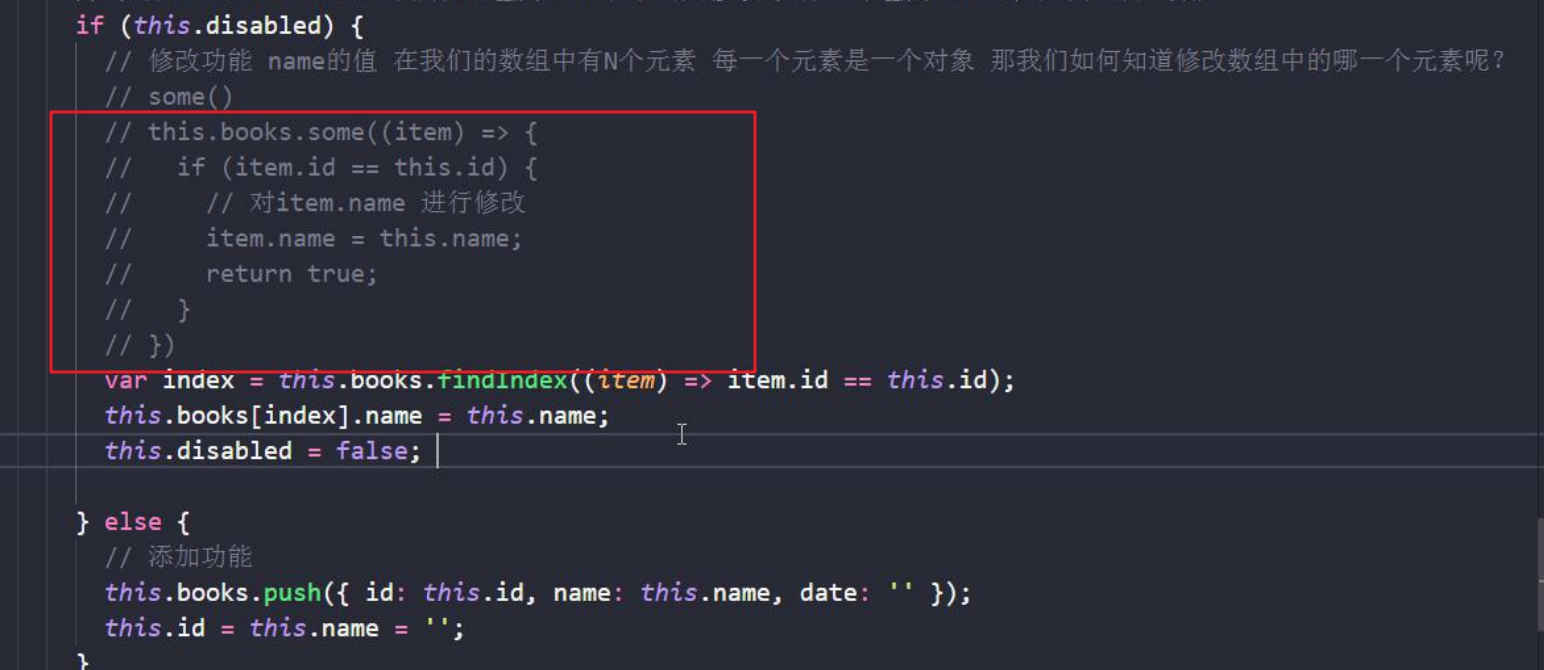 if (this.disabled) {
// 修改功能 name的值 在我们的数组中有N个元素 每一个元素是一个对象 那我们如何知道修改数组中的哪一个元素呢?
// some()
// this.books.some((item) => {
//   if (item.id == this.id) {
//     // 对item.name 进行修改
//     item.name = this.name;
//     return true;
//   }
// })
var index = this.books.findIndex((item) => item.id == this.id);
this.books[index].name = this.name;
this.disabled = false;
} else {
// 添加功能
this.books.push({ id: this.id, name: this.name, date: '' });
this.id = this.name = '';
}